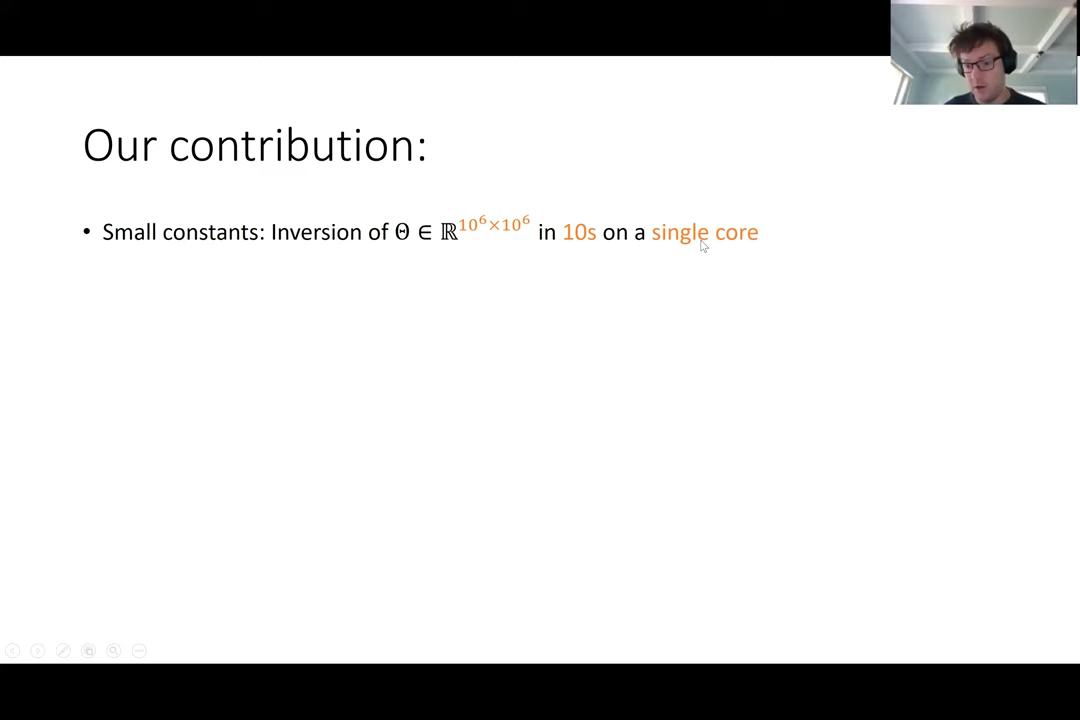 Our contribution:
• Small constants: Inversion of Θ ∈ ℝ^{10^6×10^6} in 10s on a single core